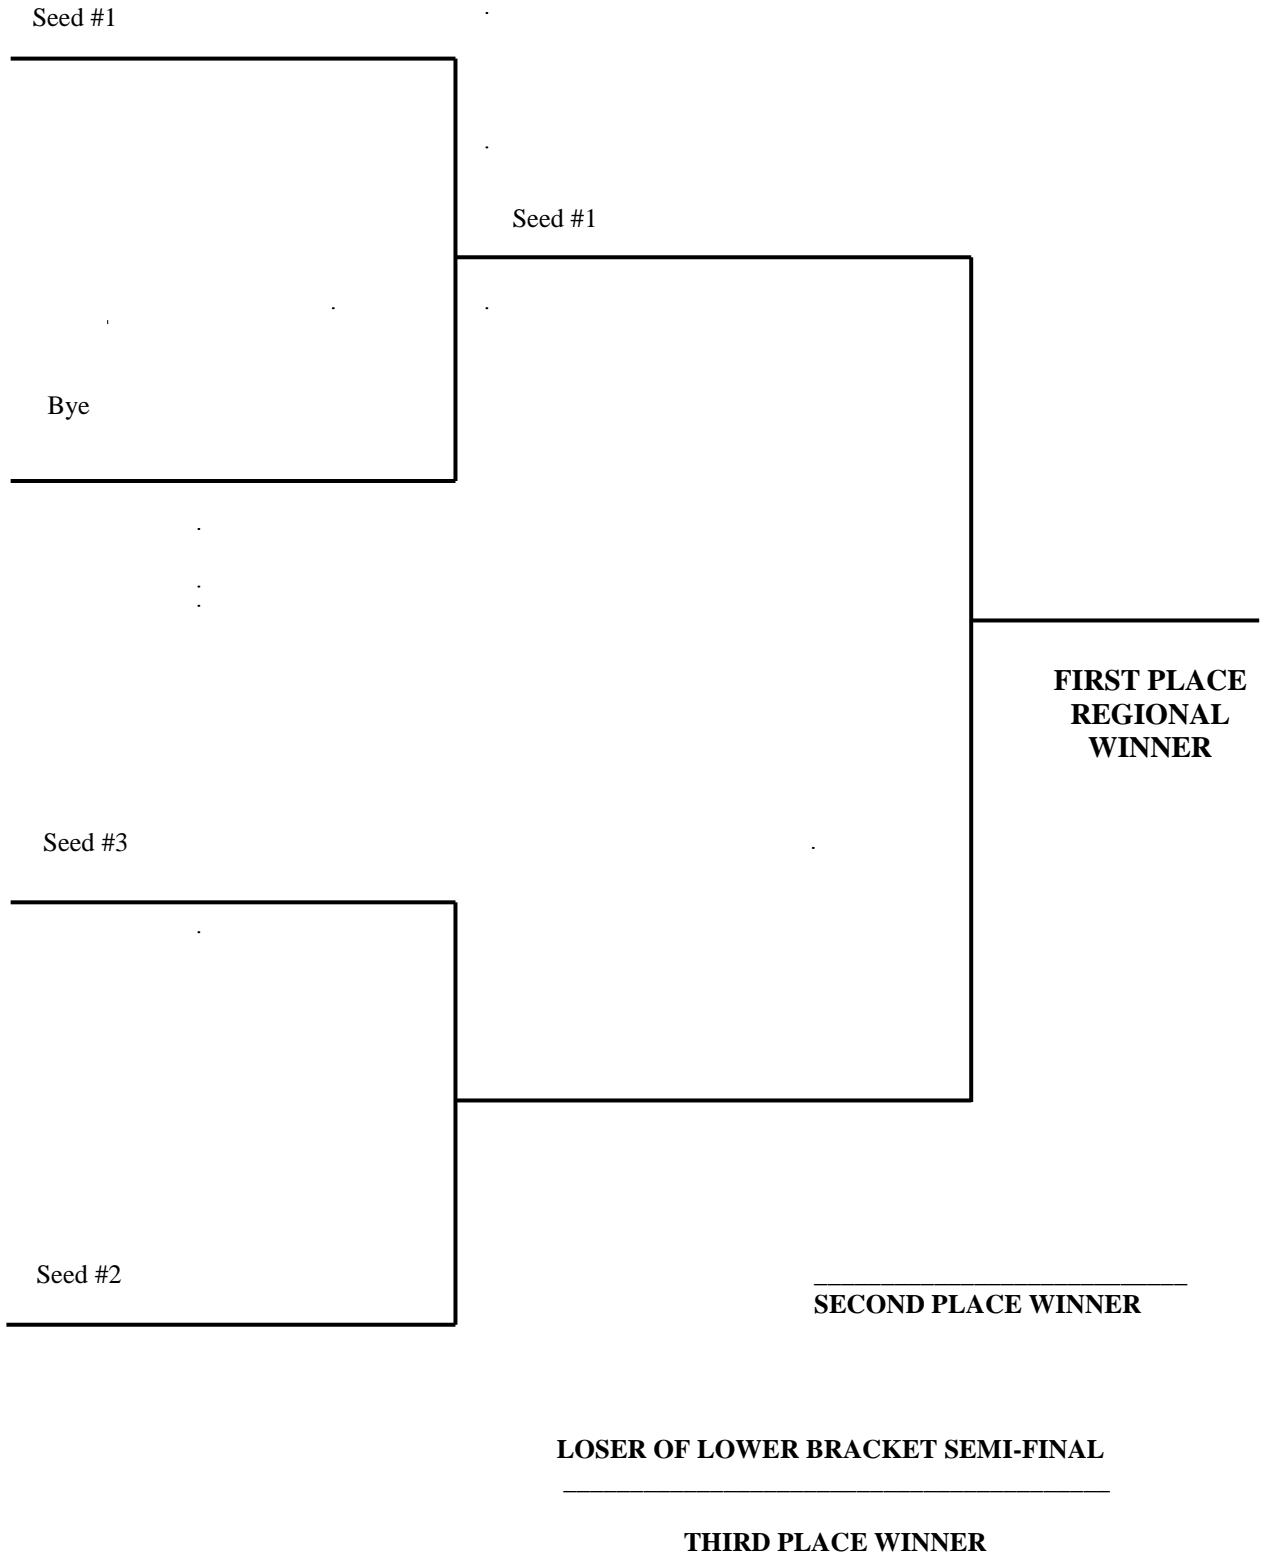 Seed #1
Seed #1
Bye
FIRST PLACE
REGIONAL
WINNER
Seed #3
Seed #2
SECOND PLACE WINNER
LOSER OF LOWER BRACKET SEMI-FINAL
THIRD PLACE WINNER